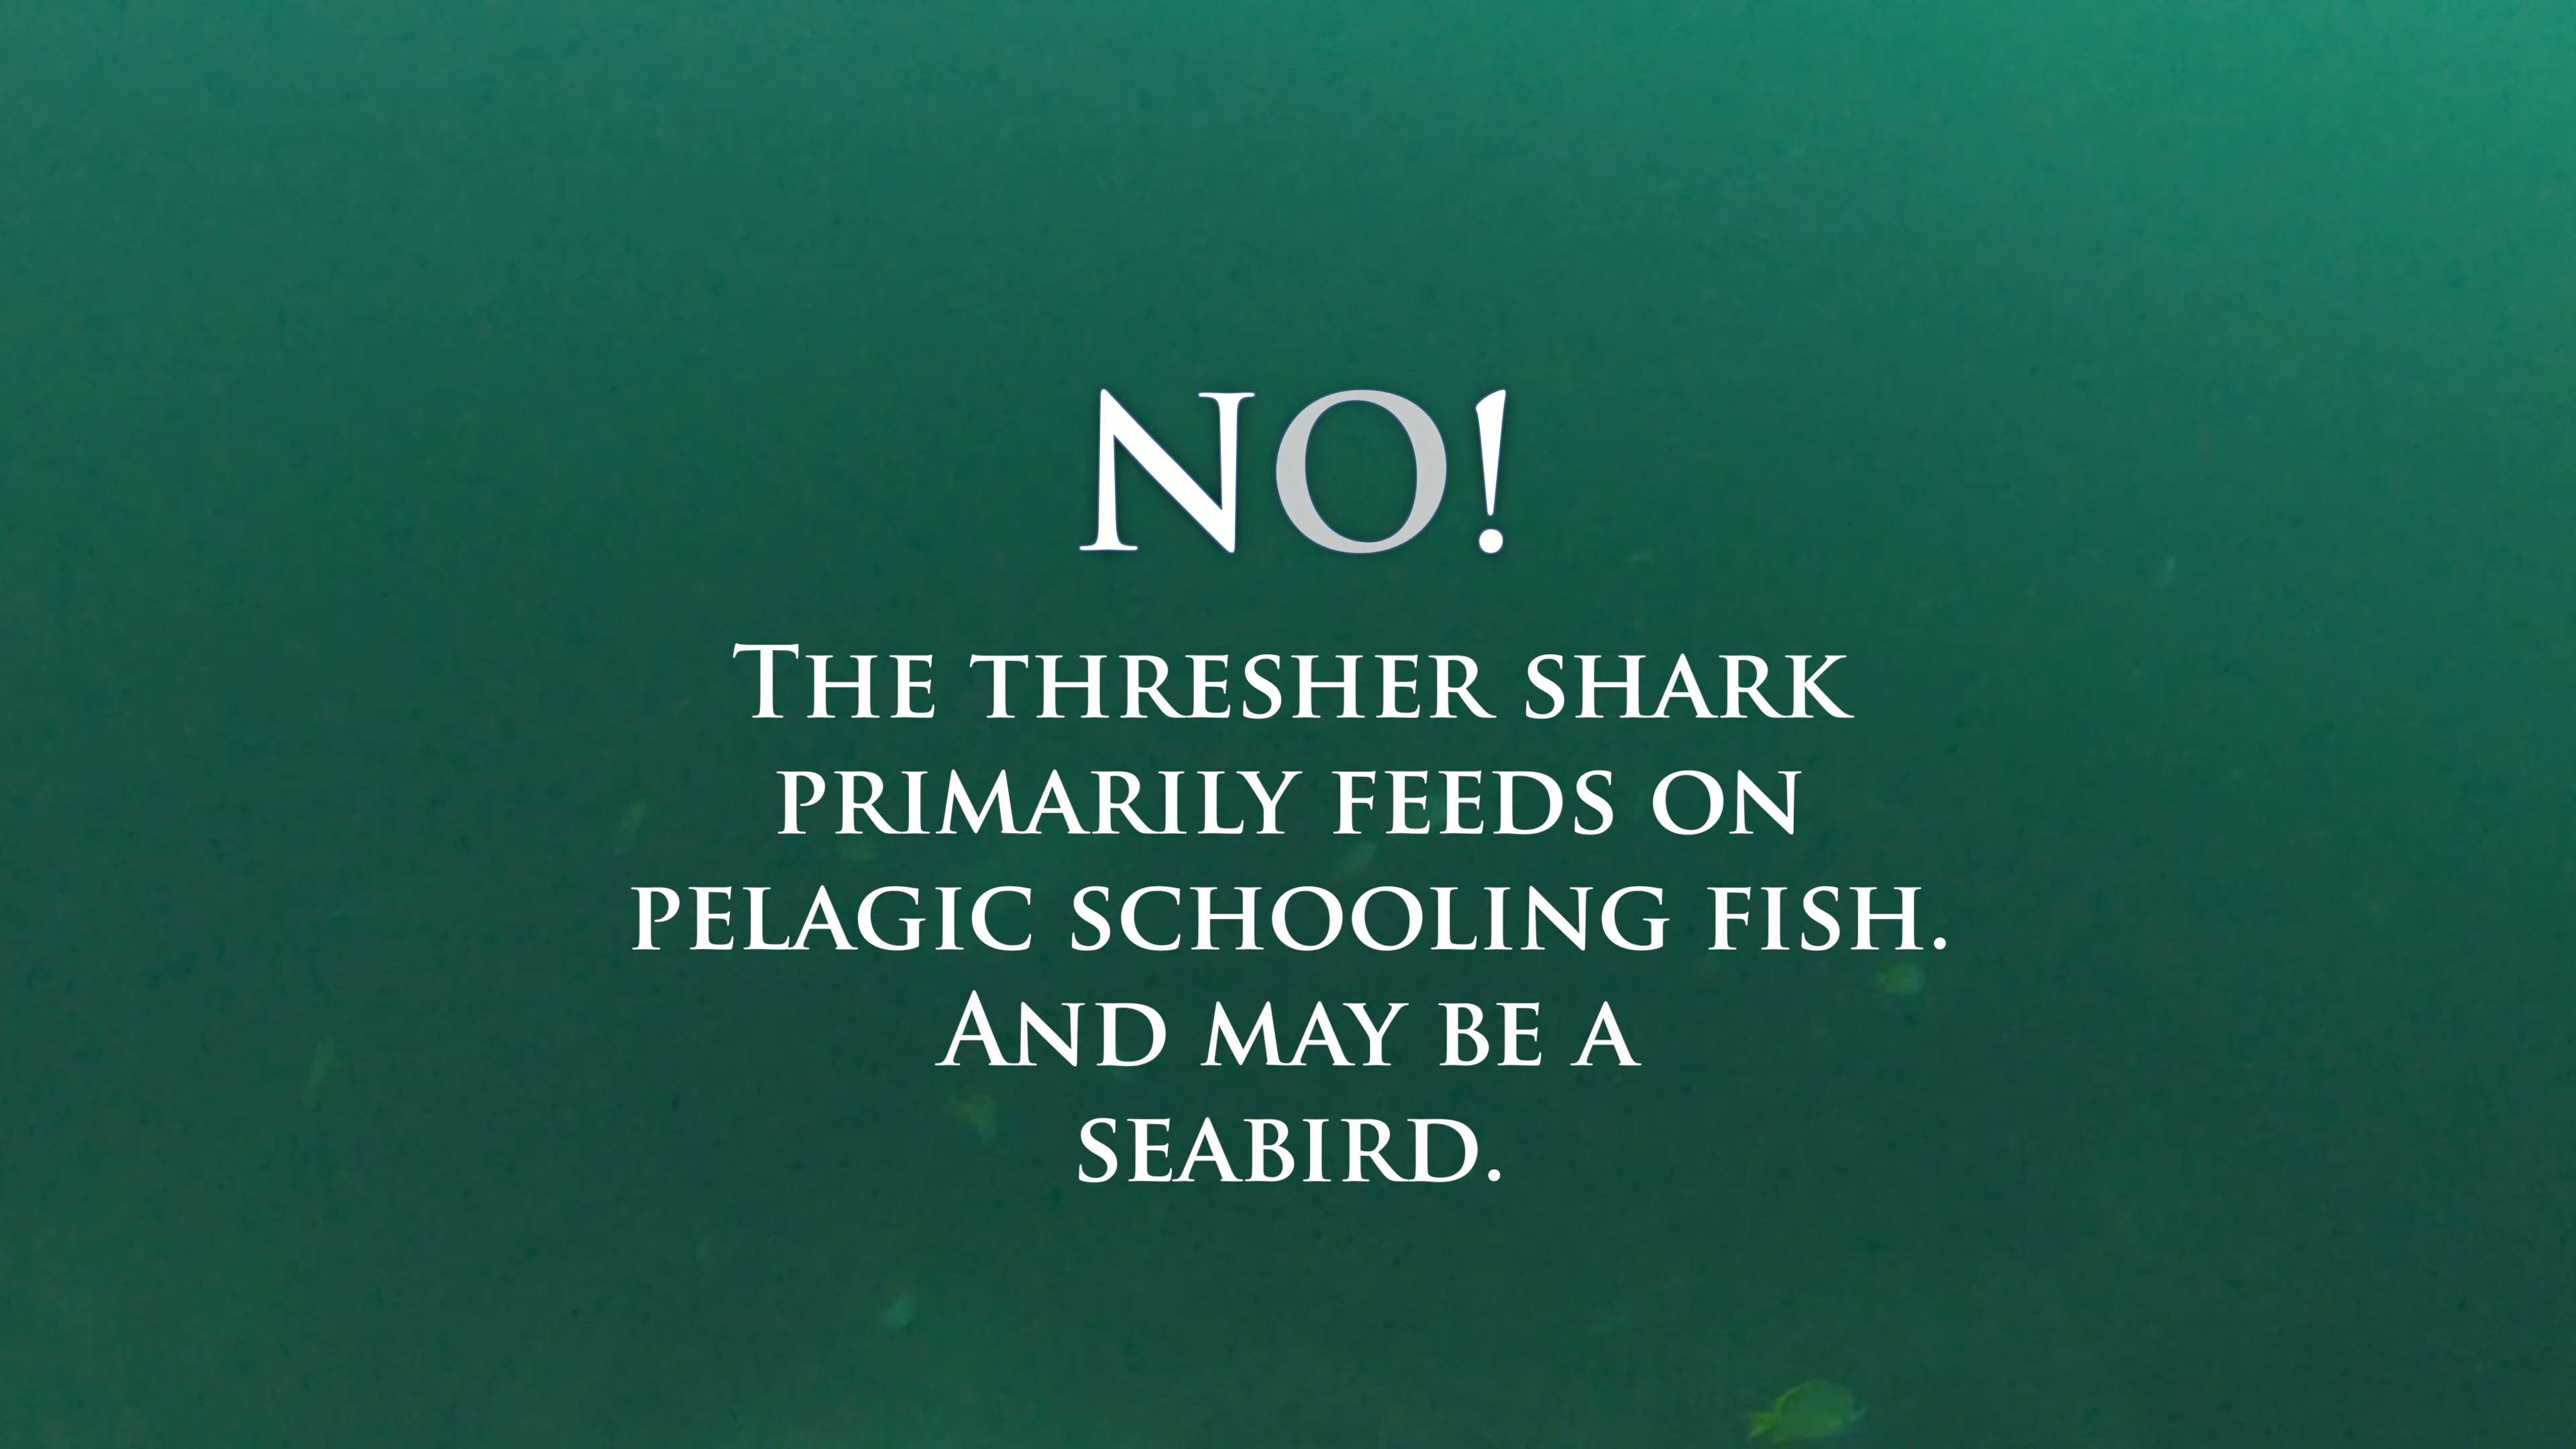 NO!
The thresher shark
primarily feeds on
pelagic schooling fish.
And may be a
seabird.